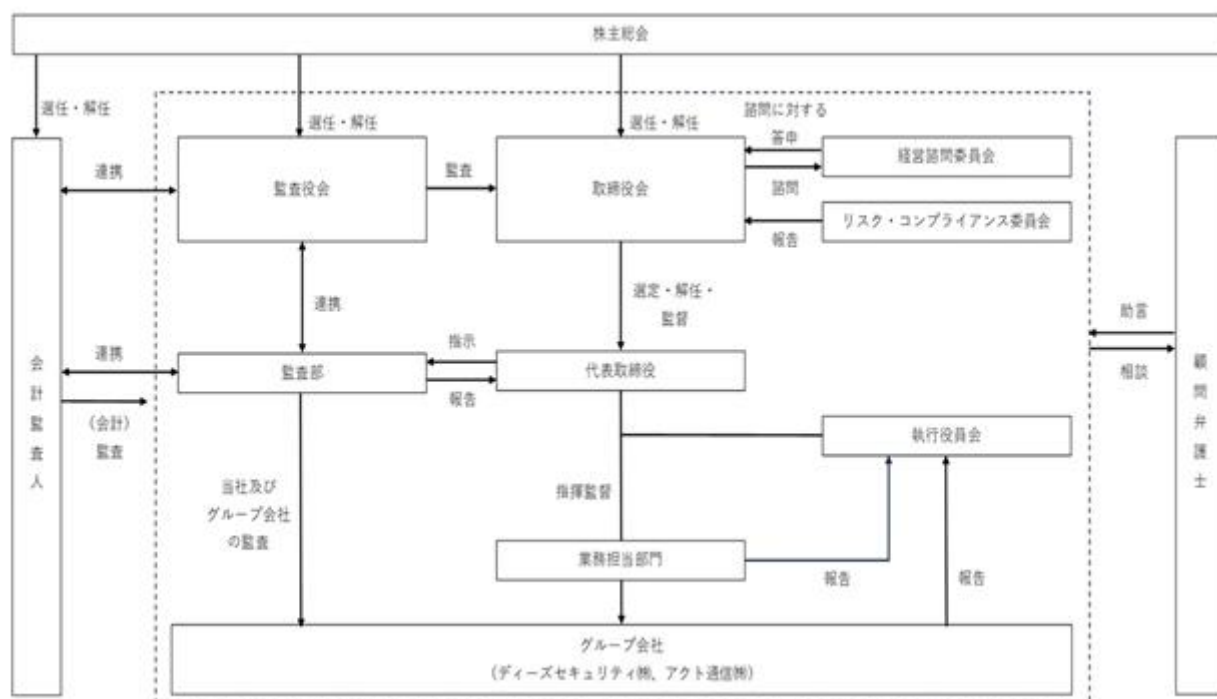 株主総会
選任・解任
選任・解任
選任・解任
諮問に対する
答申
連携
監査役会
監査
取締役会
経営諮問委員会
諮問
リスク・コンプライアンス委員会
報告
選定・解任・
監督
連携
助言
相談
指示
連携
監査部
代表取締役
報告
会計監査人
(会計)
監査
執行役員会
顧問弁護士
当社及び
グループ会社
の監査
指揮監督
業務担当部門
報告
報告
グループ会社
(ディーズセキュリティ㈱、アクト通信㈱)